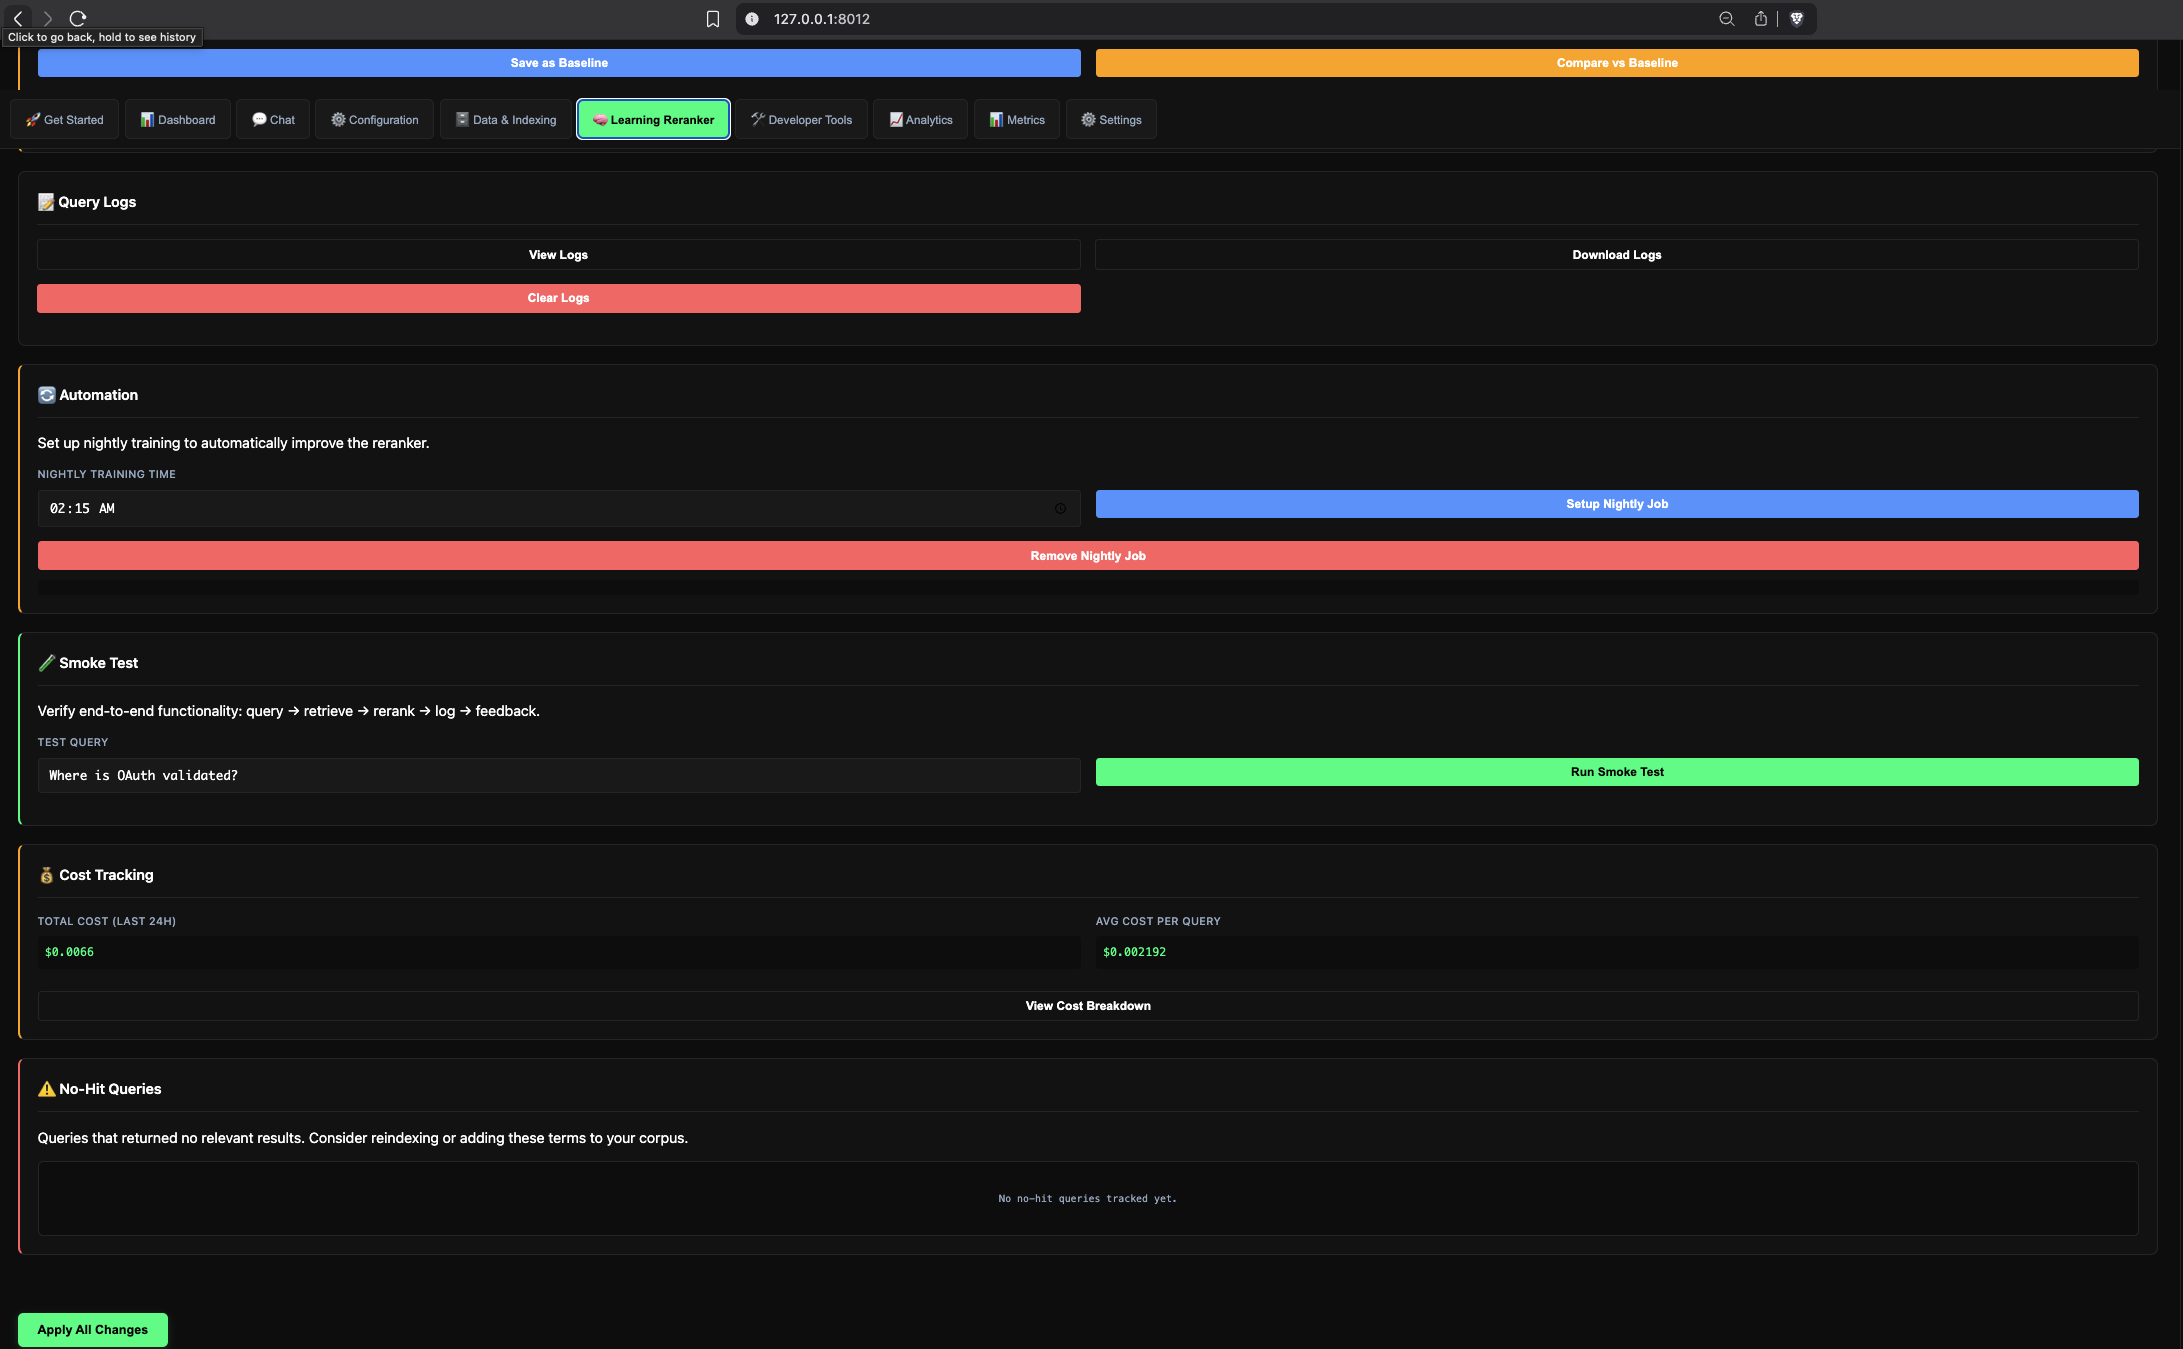 127.0.0.1:8012
Click to go back, hold to see history
Save as Baseline
Compare vs Baseline
Get Started
Dashboard
Chat
Configuration
Data & Indexing
Learning Reranker
Developer Tools
Analytics
Metrics
Settings
Query Logs
View Logs
Download Logs
Clear Logs
Automation
Set up nightly training to automatically improve the reranker.
NIGHTLY TRAINING TIME
02:15 AM
Setup Nightly Job
Remove Nightly Job
Smoke Test
Verify end-to-end functionality: query → retrieve → rerank → log → feedback.
TEST QUERY
Where is OAuth validated?
Run Smoke Test
Cost Tracking
TOTAL COST (LAST 24H)
AVG COST PER QUERY
$0.0066
$0.002192
View Cost Breakdown
No-Hit Queries
Queries that returned no relevant results. Consider reindexing or adding these terms to your corpus.
No no-hit queries tracked yet.
Apply All Changes